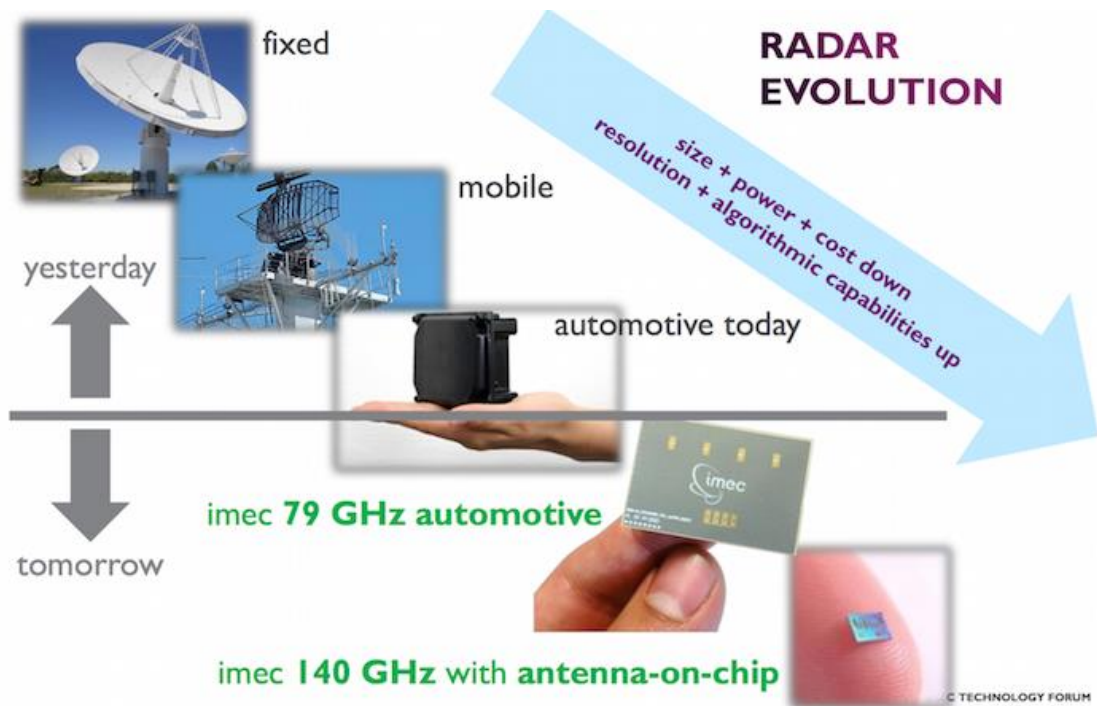 fixed
RADAR
EVOLUTION
size + power + cost down
resolution + algorithmic capabilities up
mobile
yesterday
automotive today
imec
imec 79 GHz automotive
tomorrow
imec 140 GHz with antenna-on-chip
C TECHNOLOGY FORUM